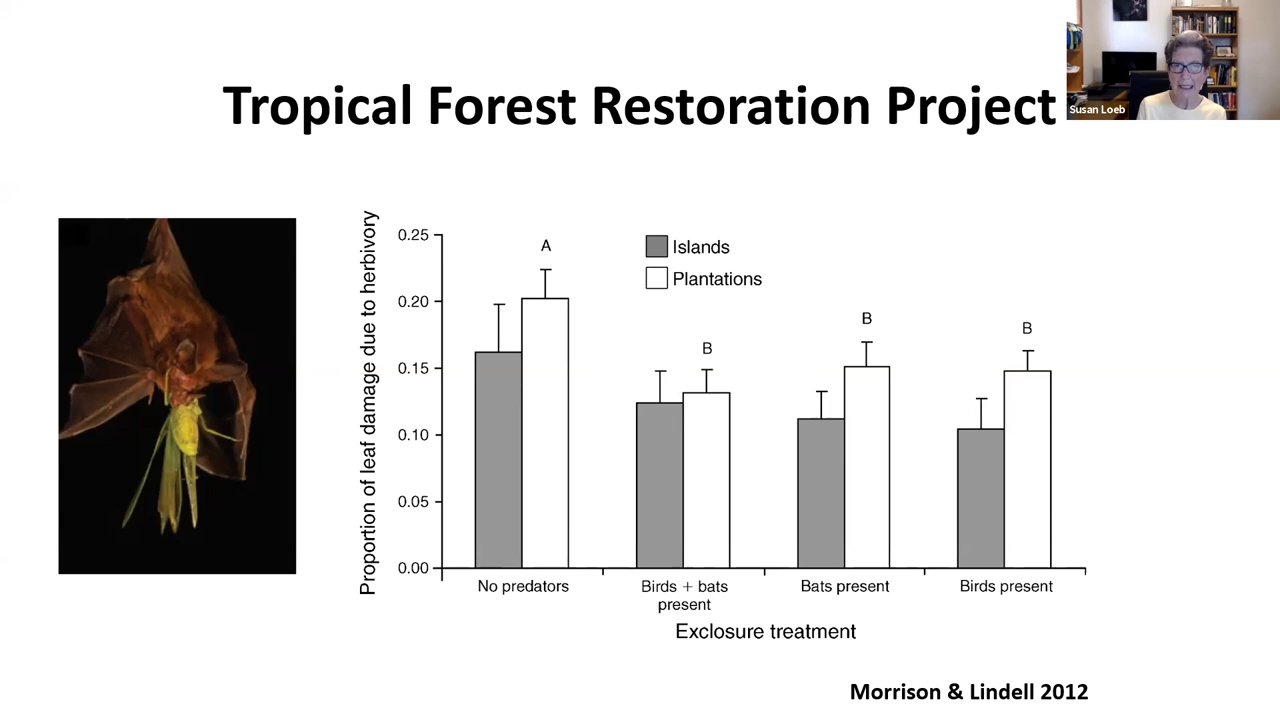 Tropical Forest Restoration Project
Susan Loeb
Proportion of leaf damage due to herbivory
0.25
0.20
0.15
0.10
0.05
0.00
A
B
B
B
Islands
Plantations
No predators
Birds + bats
present
Bats present
Birds present
Exclosure treatment
Morrison & Lindell 2012